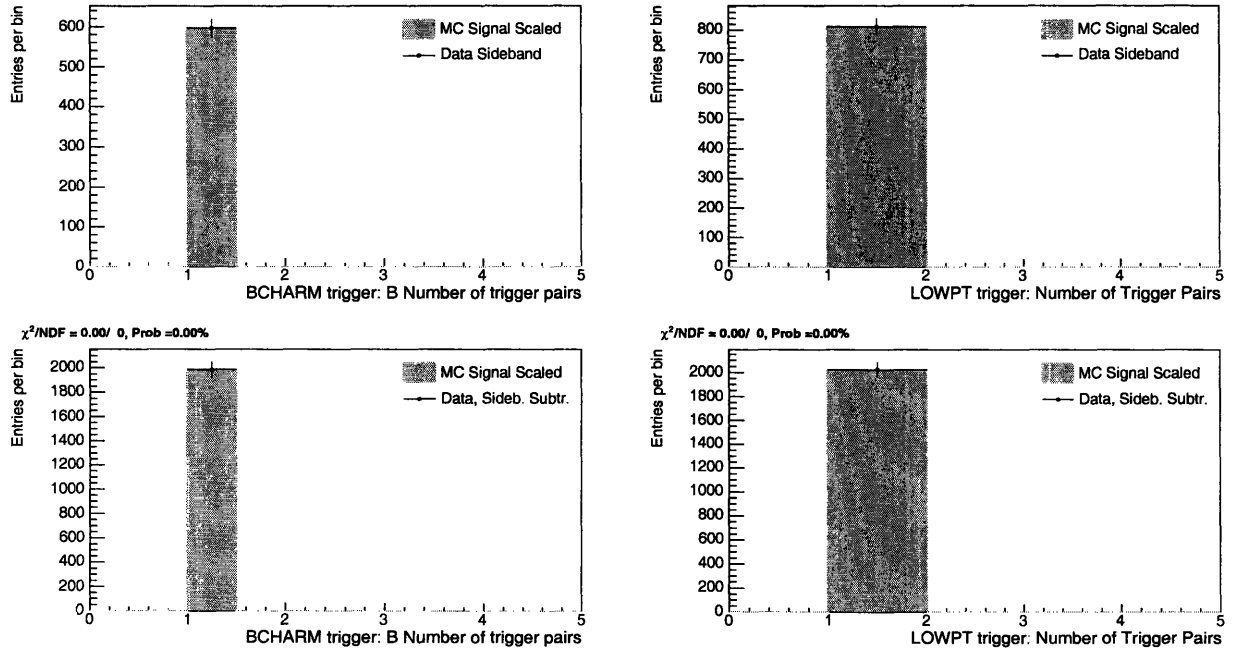 Entries per bin
600
500
400
300
200
100
0
MC Signal Scaled
Data Sideband
0 1 2 3 4 5
BCHARM trigger: B Number of trigger pairs
Entries per bin
800
700
600
500
400
300
200
100
0
MC Signal Scaled
Data Sideband
0 1 2 3 4 5
LOWPT trigger: Number of Trigger Pairs
χ²/NDF = 0.00/ 0, Prob =0.00%
Entries per bin
2000
1800
1600
1400
1200
1000
800
600
400
200
0
MC Signal Scaled
Data, Sideb. Subtr.
0 1 2 3 4 5
BCHARM trigger: B Number of trigger pairs
χ²/NDF = 0.00/ 0, Prob =0.00%
Entries per bin
2000
1800
1600
1400
1200
1000
800
600
400
200
0
MC Signal Scaled
Data, Sideb. Subtr.
0 1 2 3 4 5
LOWPT trigger: Number of Trigger Pairs